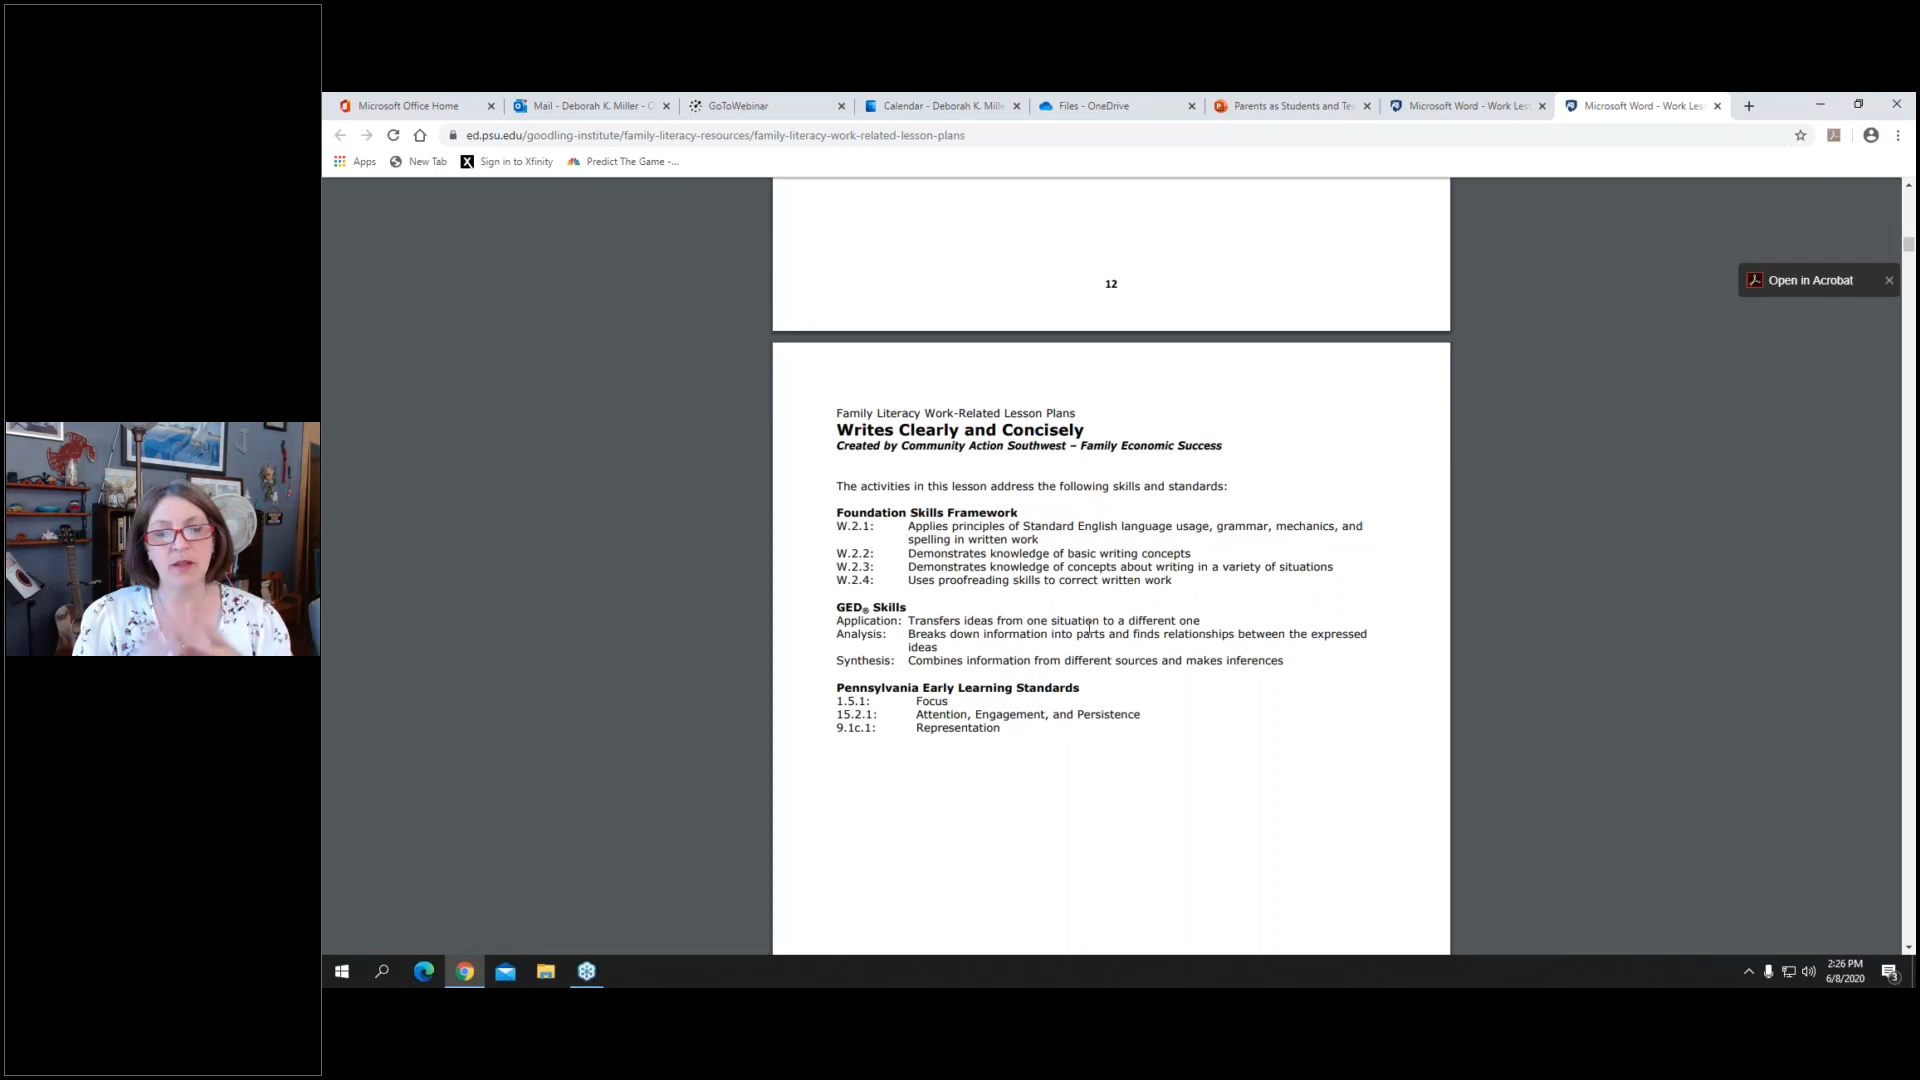 Microsoft Office Home
Mail - Deborah K. Miller - C
GoToWebinar
Calendar - Deborah K. Mille
Files - OneDrive
Parents as Students and Tea
Microsoft Word - Work Less
Microsoft Word - Work Less
ed.psu.edu/goodling-institute/family-literacy-resources/family-literacy-work-related-lesson-plans
Apps
New Tab
Sign in to Xfinity
Predict The Game -...
Open in Acrobat
12
Family Literacy Work-Related Lesson Plans
Writes Clearly and Concisely
Created by Community Action Southwest – Family Economic Success
The activities in this lesson address the following skills and standards:
Foundation Skills Framework
W.2.1: Applies principles of Standard English language usage, grammar, mechanics, and
spelling in written work
W.2.2: Demonstrates knowledge of basic writing concepts
W.2.3: Demonstrates knowledge of concepts about writing in a variety of situations
W.2.4: Uses proofreading skills to correct written work
GED® Skills
Application: Transfers ideas from one situation to a different one
Analysis: Breaks down information into parts and finds relationships between the expressed
ideas
Synthesis: Combines information from different sources and makes inferences
Pennsylvania Early Learning Standards
1.5.1: Focus
15.2.1: Attention, Engagement, and Persistence
9.1c.1: Representation
2:26 PM
6/8/2020
3